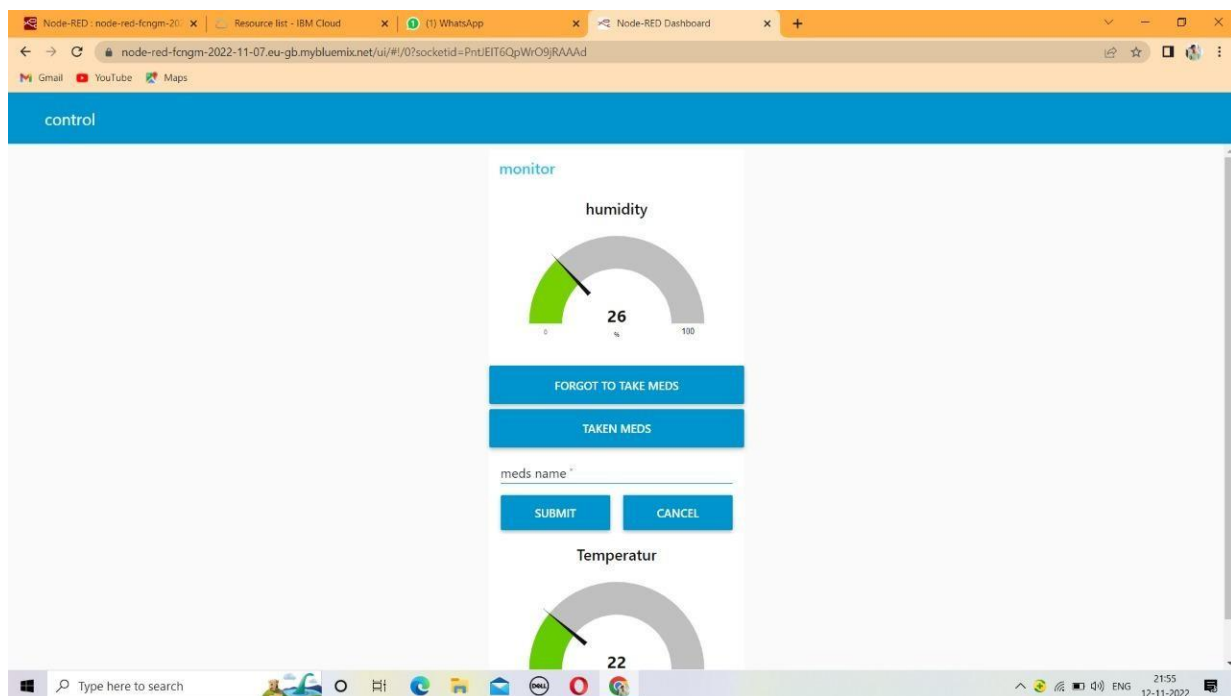 Node-RED : node-red-fcngm-20
Resource list - IBM Cloud
(1) WhatsApp
Node-RED Dashboard
node-red-fcngm-2022-11-07.eu-gb.mybluemix.net/ui/#!/0?socketid=PntUEIT6QpWrO9jRAAAd
Gmail
YouTube
Maps
control
monitor
humidity
26
%
0
100
FORGOT TO TAKE MEDS
TAKEN MEDS
meds name *
SUBMIT
CANCEL
Temperatur
22
Type here to search
DELL
ENG
21:55
12-11-2022